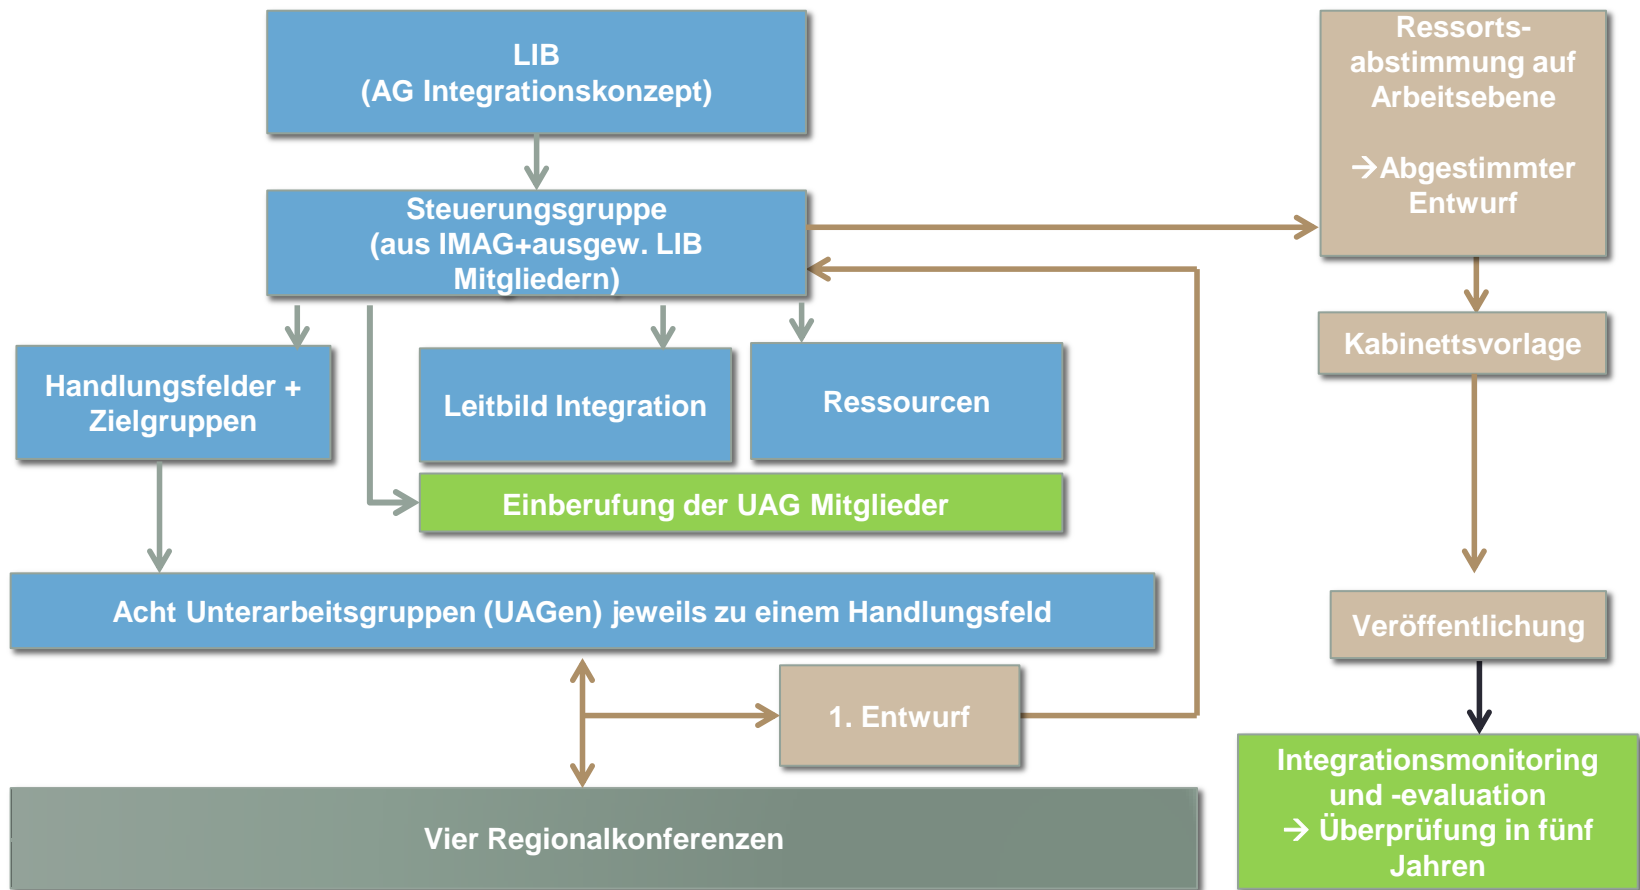 LIB
(AG Integrationskonzept)
Steuerungsgruppe
(aus IMAG+ausgew. LIB
Mitgliedern)
Handlungsfelder +
Zielgruppen
Leitbild Integration
Ressourcen
Einberufung der UAG Mitglieder
Acht Unterarbeitsgruppen (UAGen) jeweils zu einem Handlungsfeld
1. Entwurf
Vier Regionalkonferenzen
Ressorts-
abstimmung auf
Arbeitsebene
→Abgestimmter
Entwurf
Kabinettsvorlage
Veröffentlichung
Integrationsmonitoring
und -evaluation
→ Überprüfung in fünf
Jahren